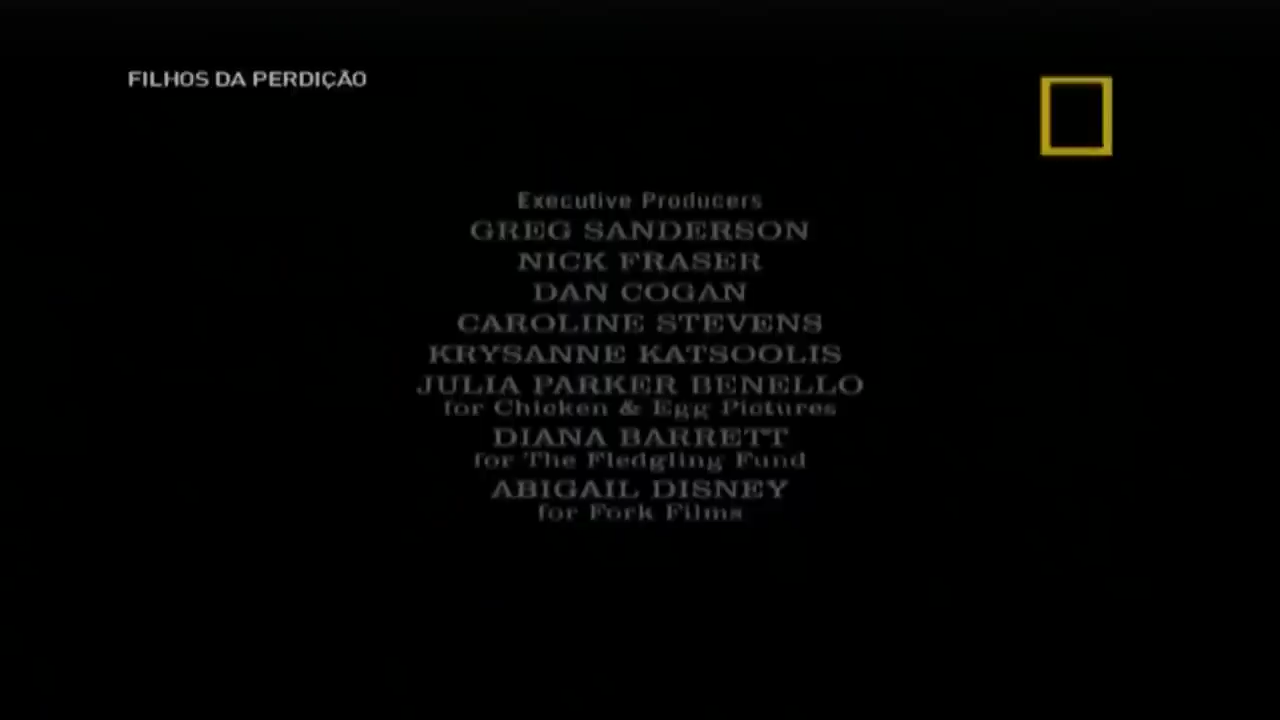 FILHOS DA PERDIÇÃO
Executive Producers
GREG SANDERSON
NICK FRASER
DAN COGAN
CAROLINE STEVENS
KRYSANNE KATSOOLIS
JULIA PARKER BENELLO
for Chicken & Egg Pictures
DIANA BARRETT
for The Fledgling Fund
ABIGAIL DISNEY
for Fork Films